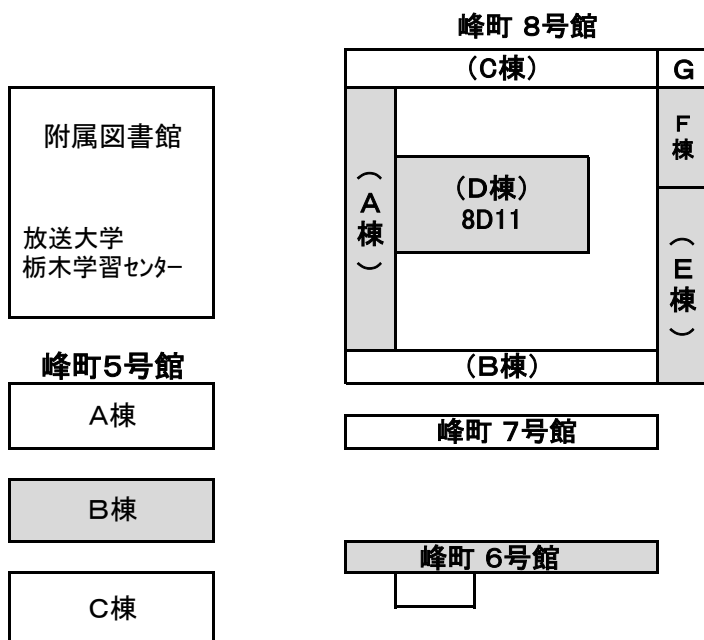 峰町 8号館
（C棟）
G
F
棟
（A棟）
（D棟）
8D11
（E棟）
（B棟）
附属図書館
放送大学
栃木学習センター
峰町5号館
A棟
B棟
C棟
峰町 7号館
峰町 6号館